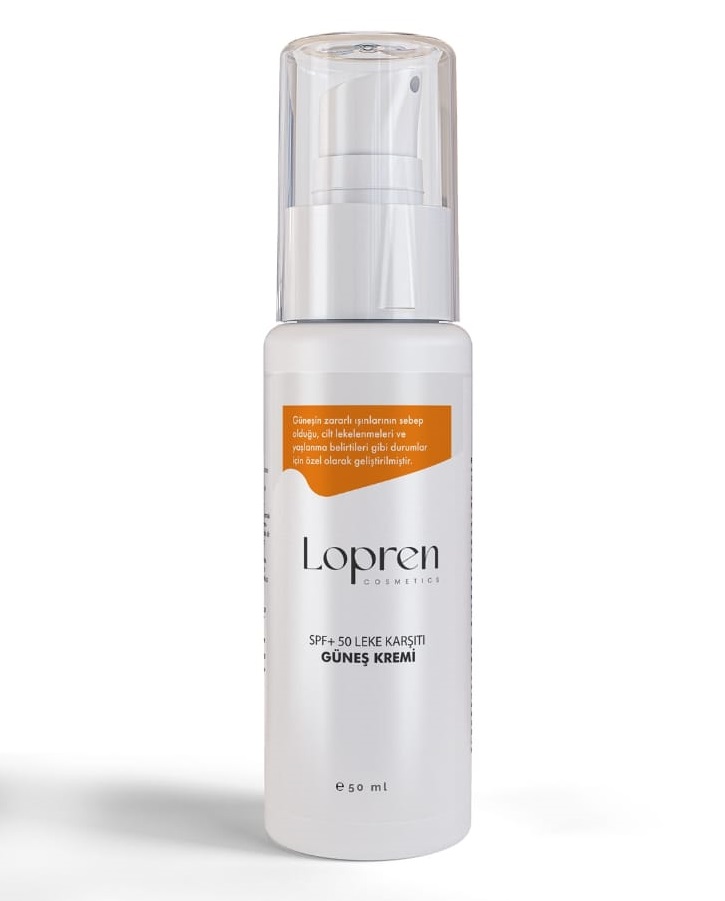 Güneşin zararlı ışınlarının sebep
olduğu, cilt lekelenmeleri ve
yaşlanma belirtileri gibi durumlar
için özel olarak geliştirilmiştir.
Lopren
COSMETICS
SPF+ 50 LEKE KARŞITI
GÜNEŞ KREMİ
℮ 50 ml